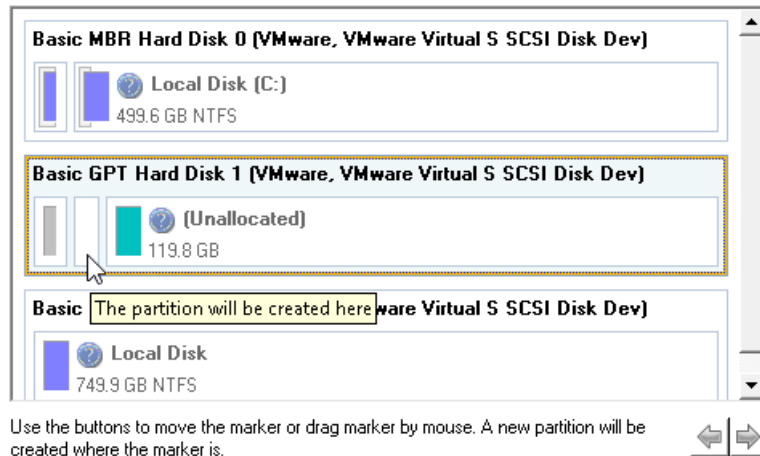 Basic MBR Hard Disk 0 (VMware, VMware Virtual S SCSI Disk Dev)
Local Disk (C:)
499.6 GB NTFS
Basic GPT Hard Disk 1 (VMware, VMware Virtual S SCSI Disk Dev)
(Unallocated)
119.8 GB
Basic The partition will be created here ware Virtual S SCSI Disk Dev)
Local Disk
749.9 GB NTFS
Use the buttons to move the marker or drag marker by mouse. A new partition will be
created where the marker is.